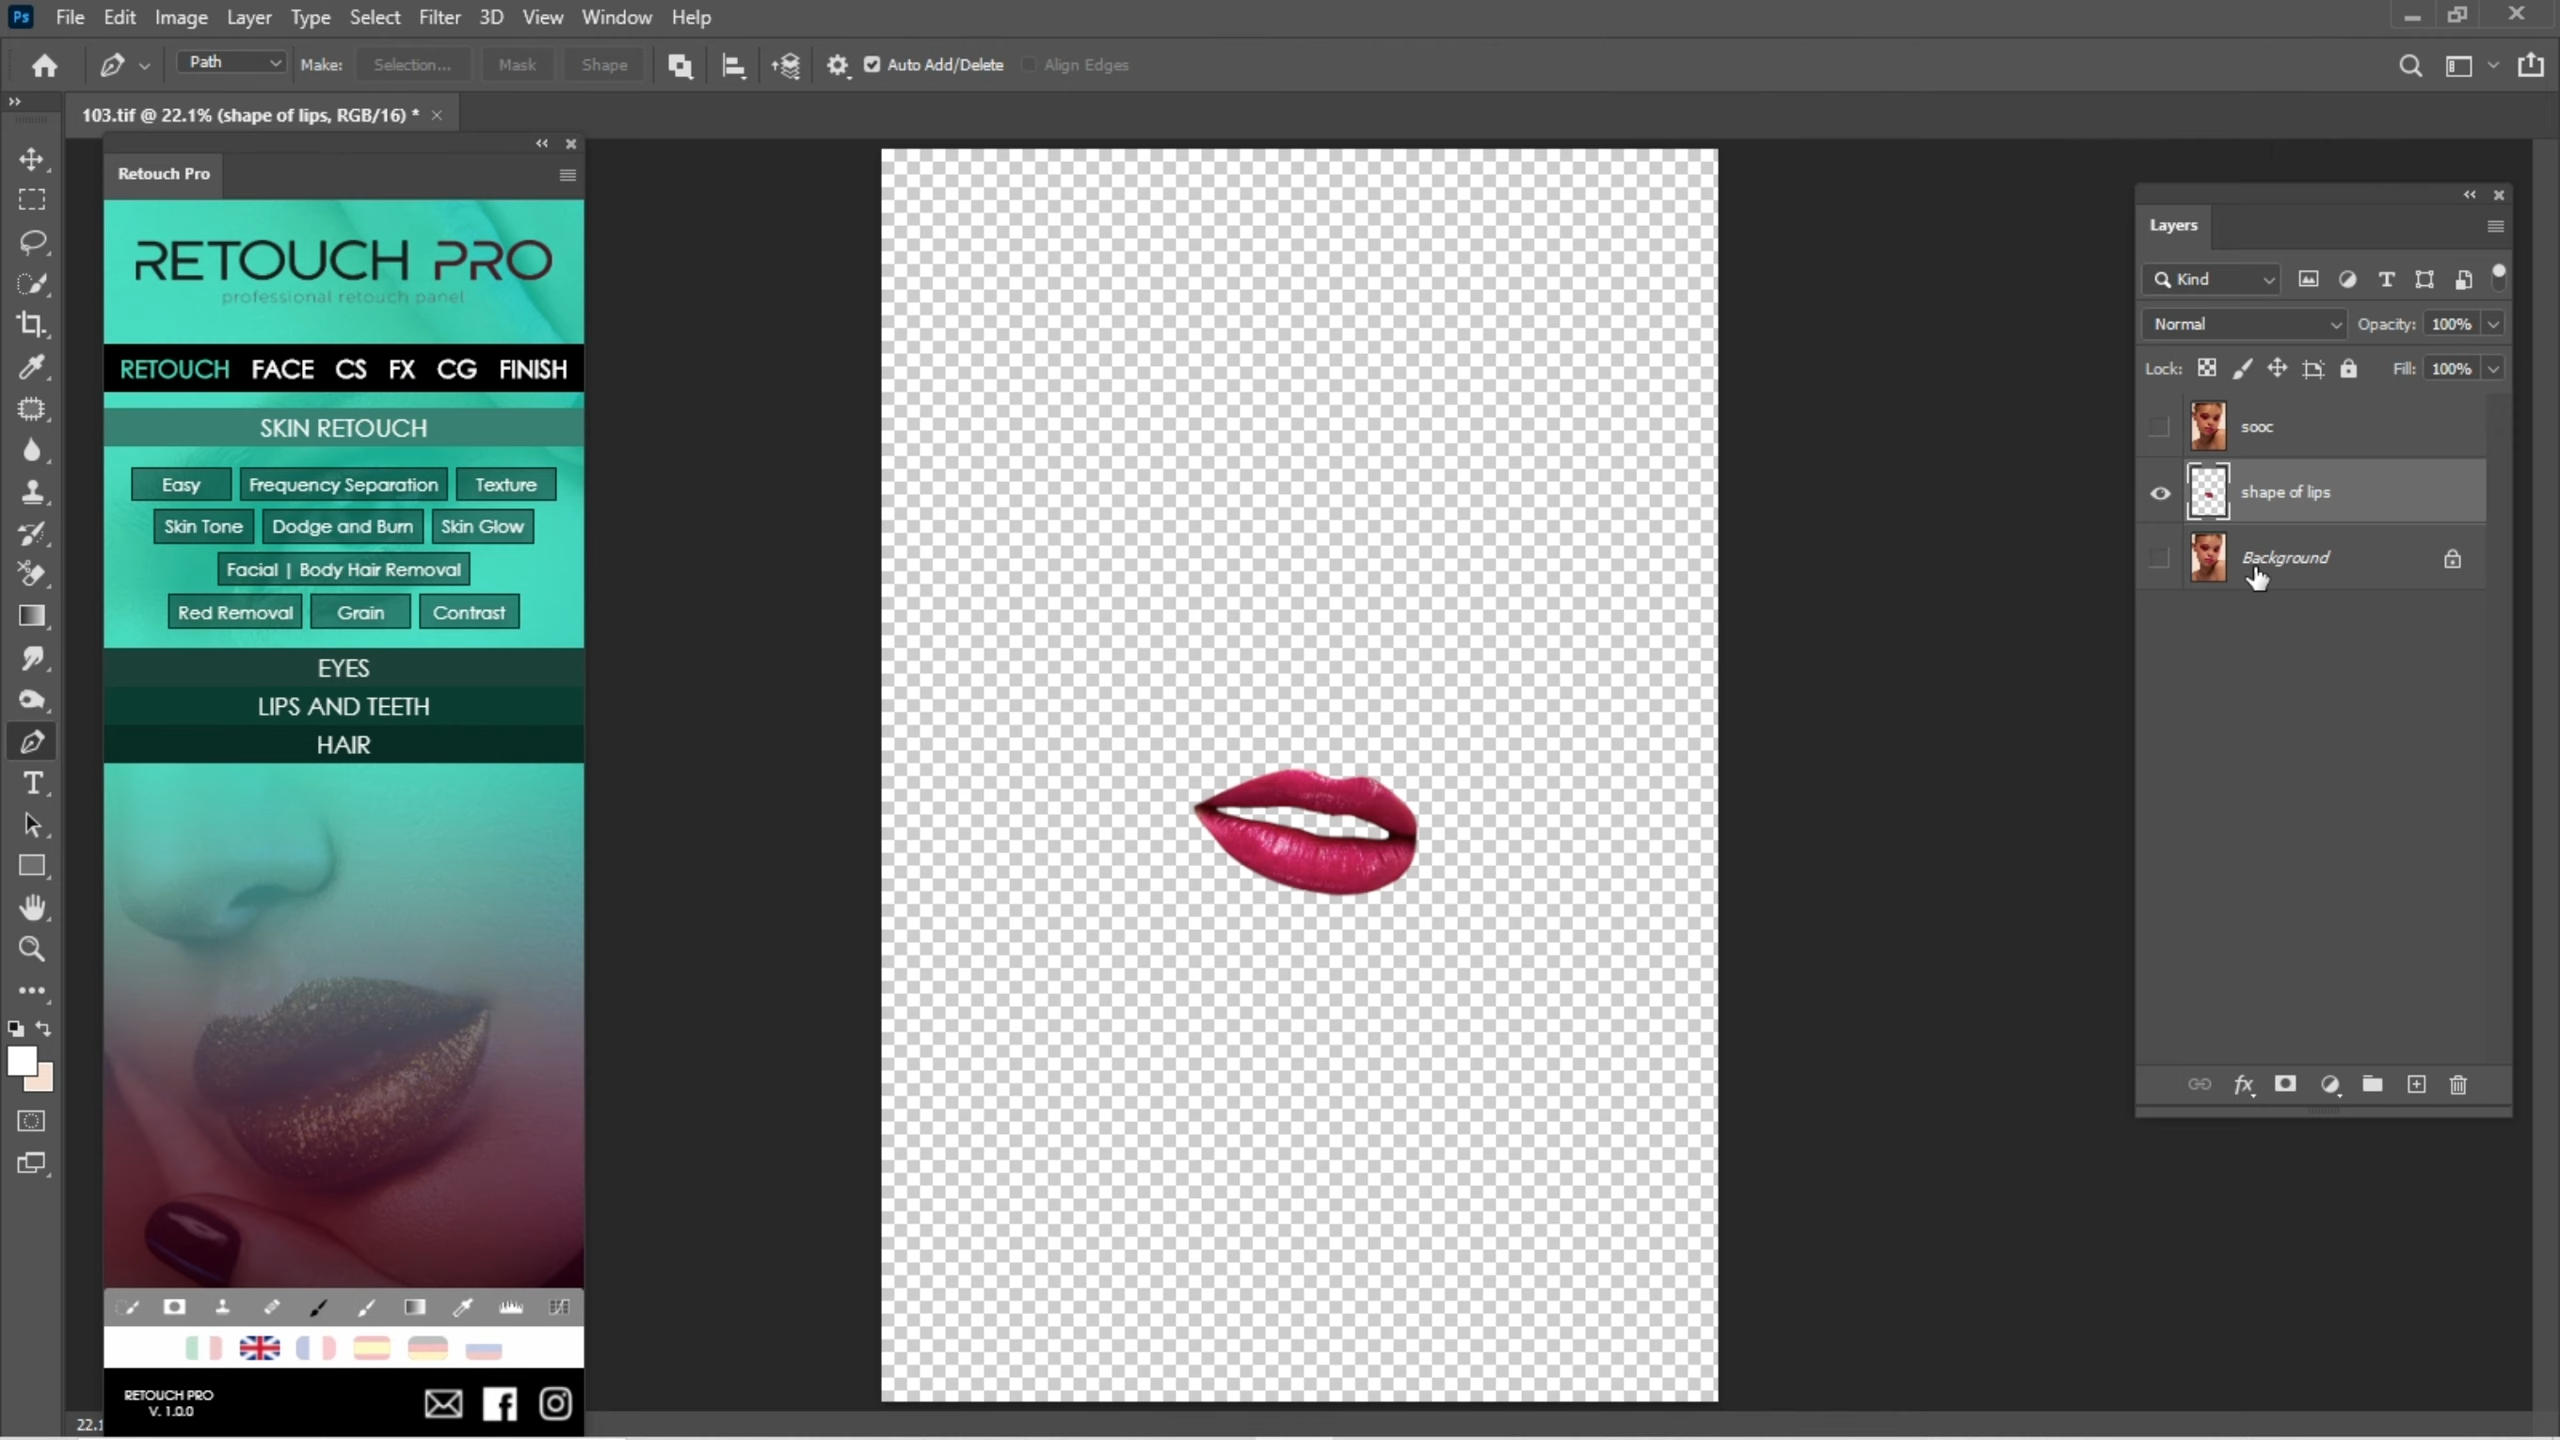 Ps File Edit Image Layer Type Select Filter 3D View Window Help
Path Make: Selection... Mask Shape Auto Add/Delete Align Edges
103.tif @ 22.1% (shape of lips, RGB/16) *
Retouch Pro
RETOUCH PRO
professional retouch panel
RETOUCH FACE CS FX CG FINISH
SKIN RETOUCH
Easy Frequency Separation Texture
Skin Tone Dodge and Burn Skin Glow
Facial | Body Hair Removal
Red Removal Grain Contrast
EYES
LIPS AND TEETH
HAIR
RETOUCH PRO
V. 1.0.0
22.1
Layers
Kind
Normal Opacity: 100%
Lock: Fill: 100%
sooc
shape of lips
Background
fx